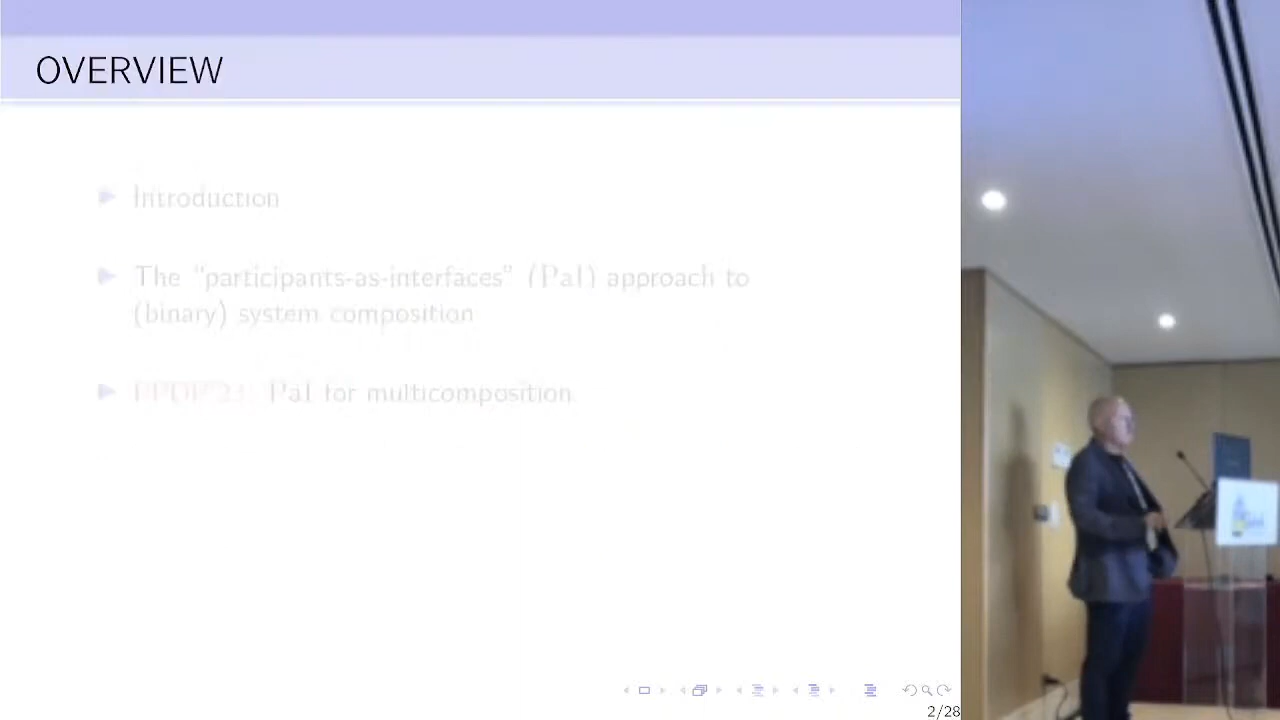 OVERVIEW
Introduction
The "participants-as-interfaces" (PaI) approach to
(binary) system composition
PaI for multicomposition
2/28